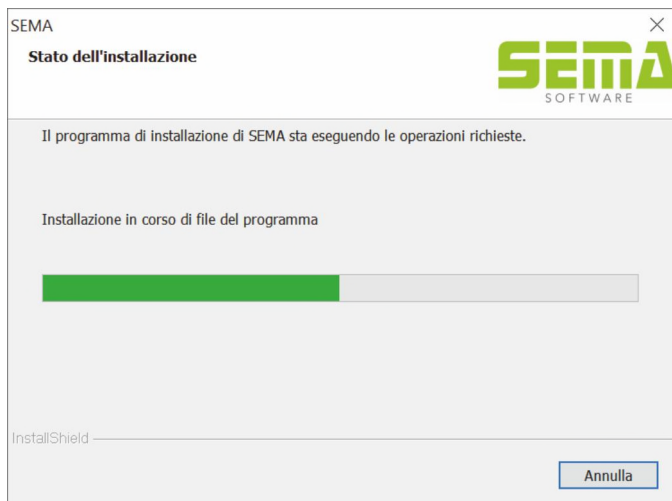 SEMA
Stato dell'installazione
SEMA
SOFTWARE
Il programma di installazione di SEMA sta eseguendo le operazioni richieste.
Installazione in corso di file del programma
InstallShield
Annulla